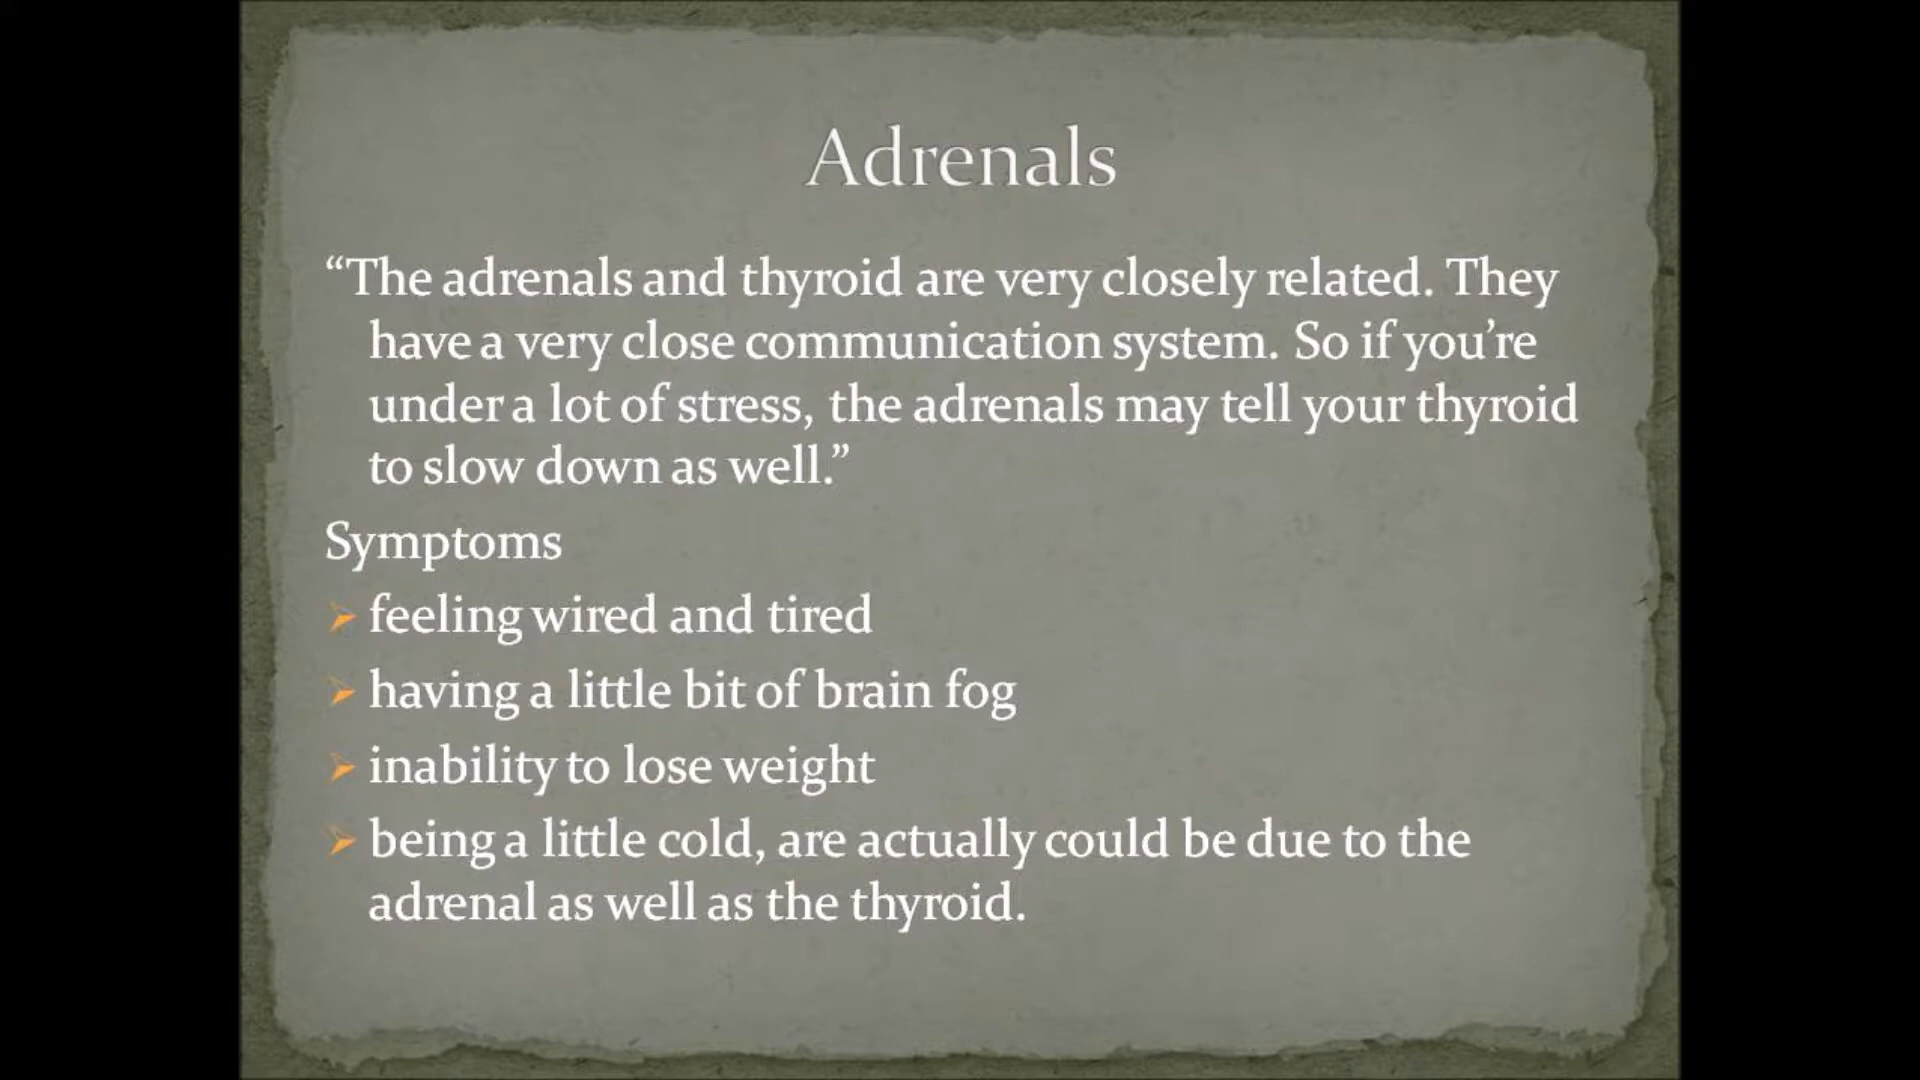 Adrenals
“The adrenals and thyroid are very closely related. They
have a very close communication system. So if you’re
under a lot of stress, the adrenals may tell your thyroid
to slow down as well.”
Symptoms
feeling wired and tired
having a little bit of brain fog
inability to lose weight
being a little cold, are actually could be due to the
adrenal as well as the thyroid.